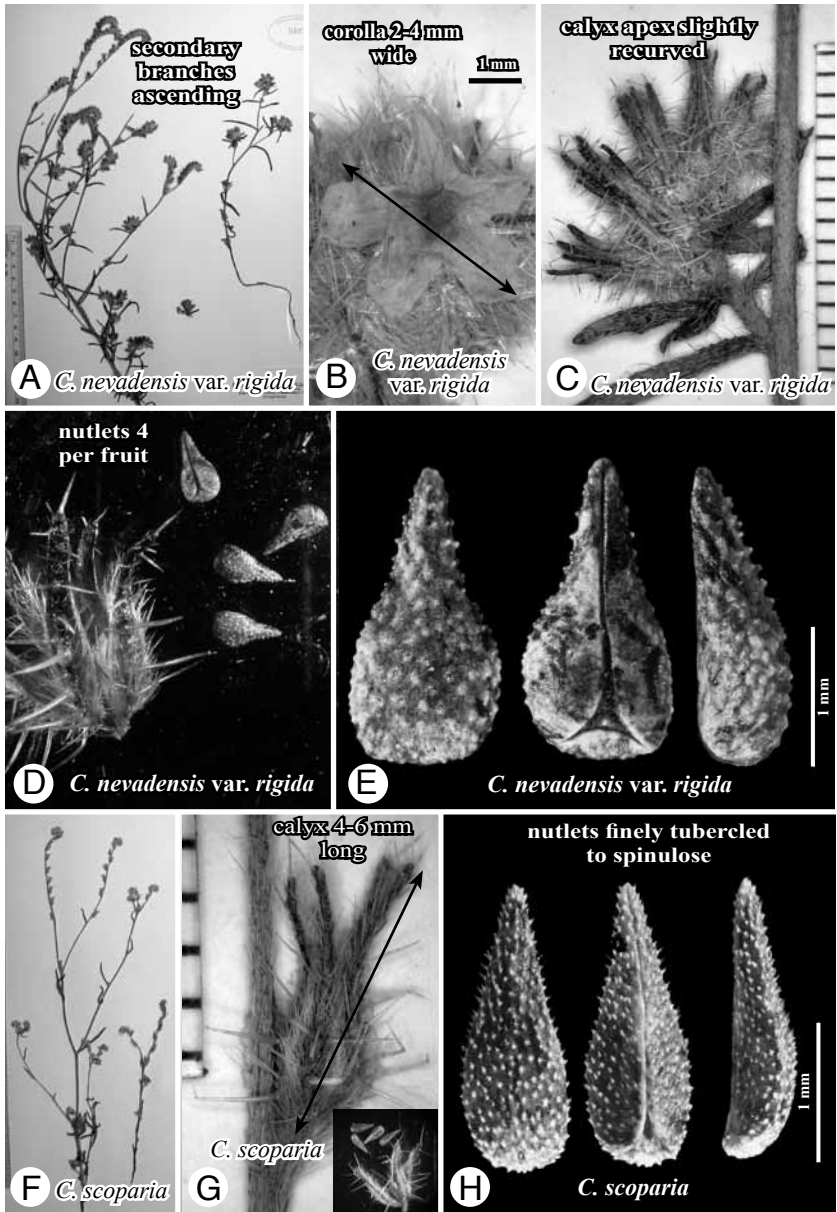 secondary
branches
ascending
A
C. nevadensis var. rigida
corolla 2-4 mm
wide
1 mm
B
C. nevadensis
var. rigida
calyx apex slightly
recurved
C
C. nevadensis var. rigida
nutlets 4
per fruit
D
C. nevadensis var. rigida
1 mm
E
C. nevadensis var. rigida
F
C. scoparia
calyx 4-6 mm
long
C. scoparia
G
nutlets finely tubercled
to spinulose
1 mm
H
C. scoparia